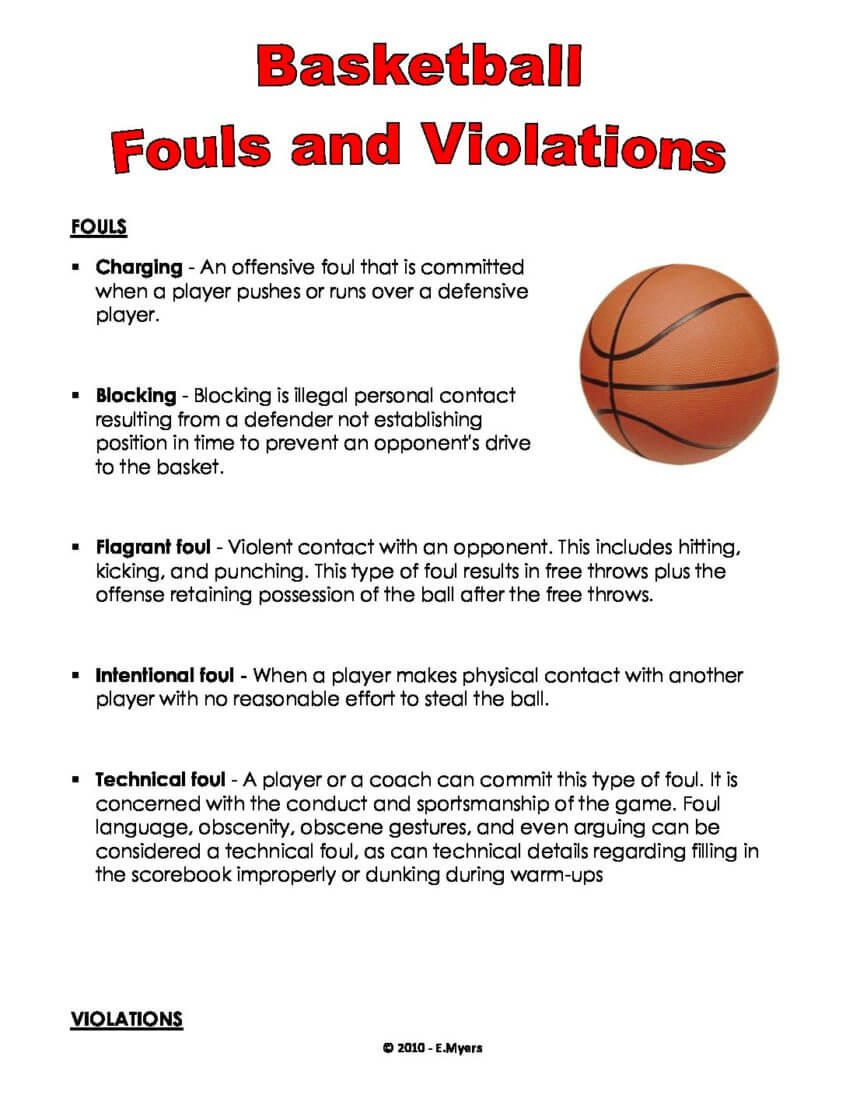 Basketball
Fouls and Violations
FOULS
▪ Charging - An offensive foul that is committed
when a player pushes or runs over a defensive
player.
▪ Blocking - Blocking is illegal personal contact
resulting from a defender not establishing
position in time to prevent an opponent's drive
to the basket.
▪ Flagrant foul - Violent contact with an opponent. This includes hitting,
kicking, and punching. This type of foul results in free throws plus the
offense retaining possession of the ball after the free throws.
▪ Intentional foul - When a player makes physical contact with another
player with no reasonable effort to steal the ball.
▪ Technical foul - A player or a coach can commit this type of foul. It is
concerned with the conduct and sportsmanship of the game. Foul
language, obscenity, obscene gestures, and even arguing can be
considered a technical foul, as can technical details regarding filling in
the scorebook improperly or dunking during warm-ups
VIOLATIONS
© 2010 - E.Myers